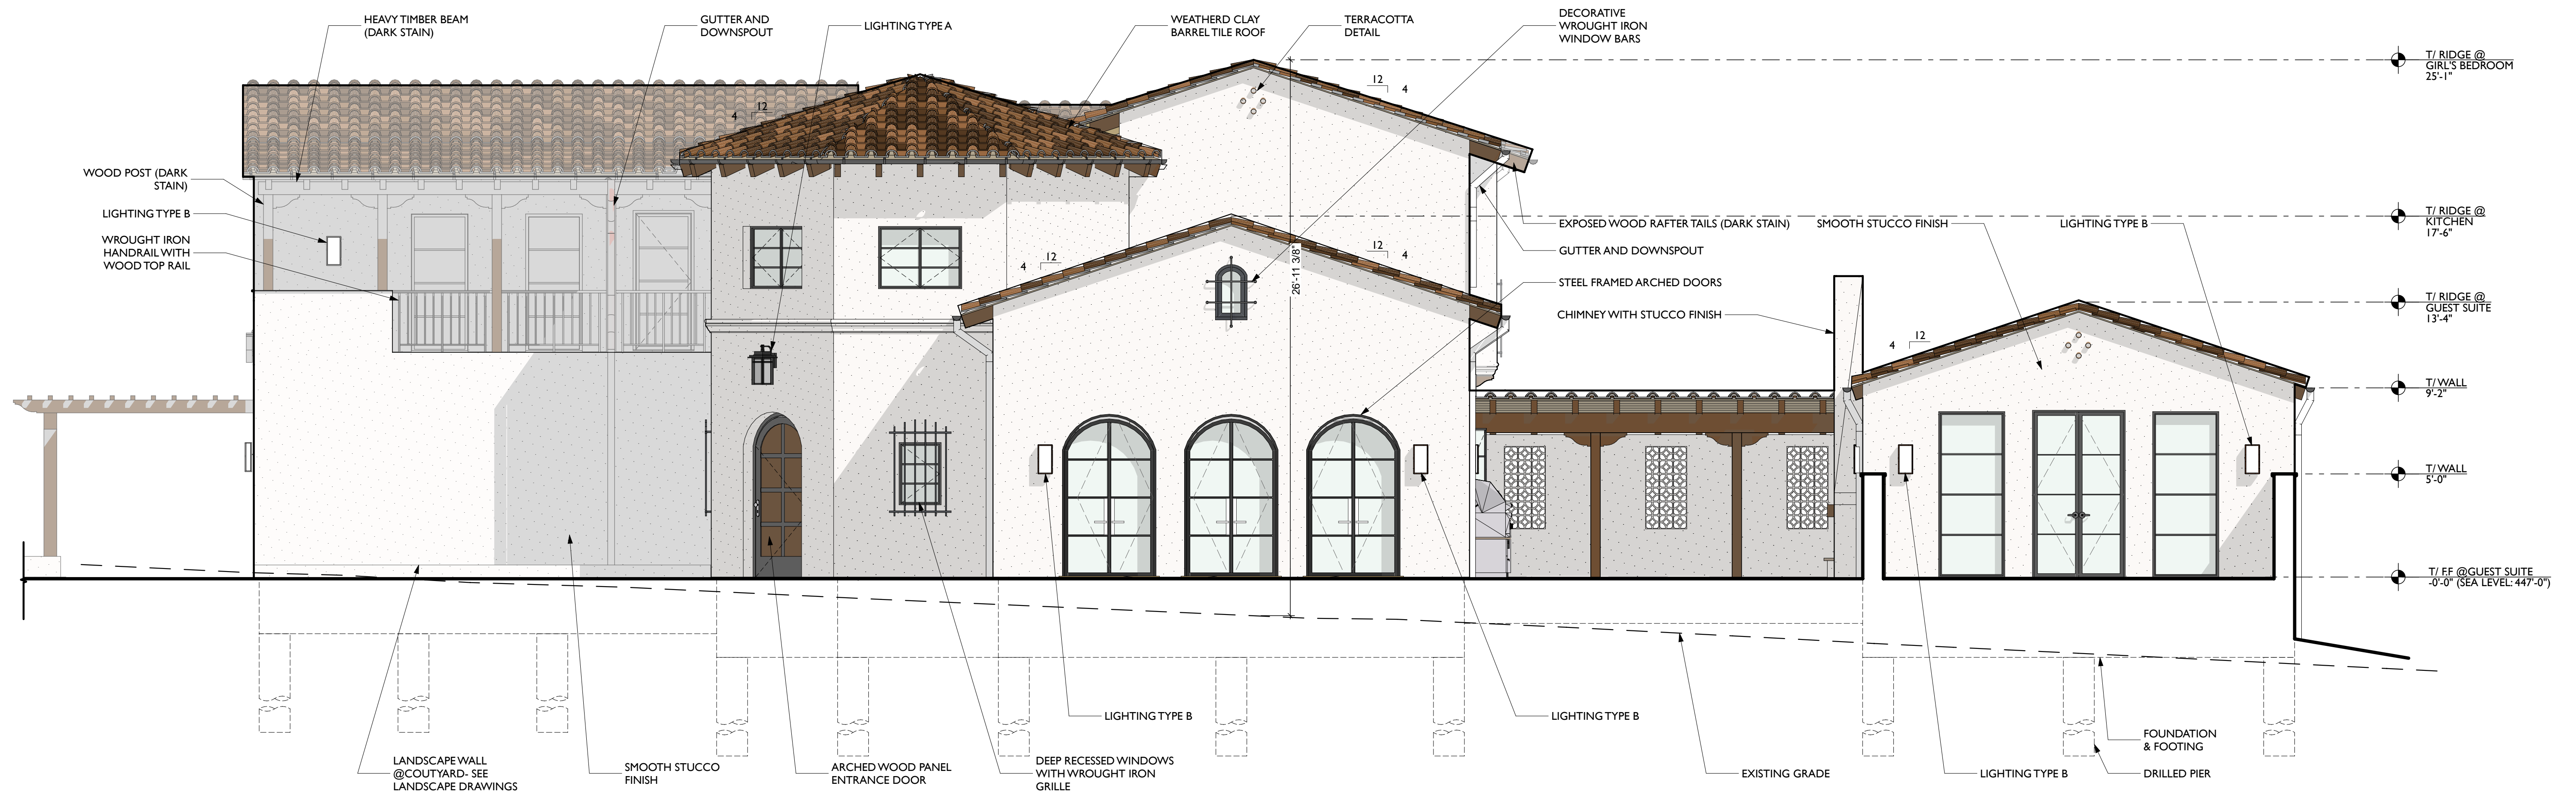 HEAVY TIMBER BEAM
(DARK STAIN)
GUTTER AND
DOWNSPOUT
LIGHTING TYPE A
WEATHERD CLAY
BARREL TILE ROOF
TERRACOTTA
DETAIL
DECORATIVE
WROUGHT IRON
WINDOW BARS
T/ RIDGE @
GIRL'S BEDROOM
25'-1"
12
4
12
4
WOOD POST (DARK
STAIN)
LIGHTING TYPE B
WROUGHT IRON
HANDRAIL WITH
WOOD TOP RAIL
T/ RIDGE @
KITCHEN
17'-6"
EXPOSED WOOD RAFTER TAILS (DARK STAIN)
SMOOTH STUCCO FINISH
LIGHTING TYPE B
GUTTER AND DOWNSPOUT
12
4
12
4
26'-11 3/8"
STEEL FRAMED ARCHED DOORS
CHIMNEY WITH STUCCO FINISH
T/ RIDGE @
GUEST SUITE
13'-4"
12
4
T/ WALL
9'-2"
T/ WALL
5'-0"
T/ F.F @GUEST SUITE
-0'-0" (SEA LEVEL: 447'-0")
LIGHTING TYPE B
LIGHTING TYPE B
FOUNDATION
& FOOTING
LANDSCAPE WALL
@COUTYARD- SEE
LANDSCAPE DRAWINGS
SMOOTH STUCCO
FINISH
ARCHED WOOD PANEL
ENTRANCE DOOR
DEEP RECESSED WINDOWS
WITH WROUGHT IRON
GRILLE
EXISTING GRADE
LIGHTING TYPE B
DRILLED PIER